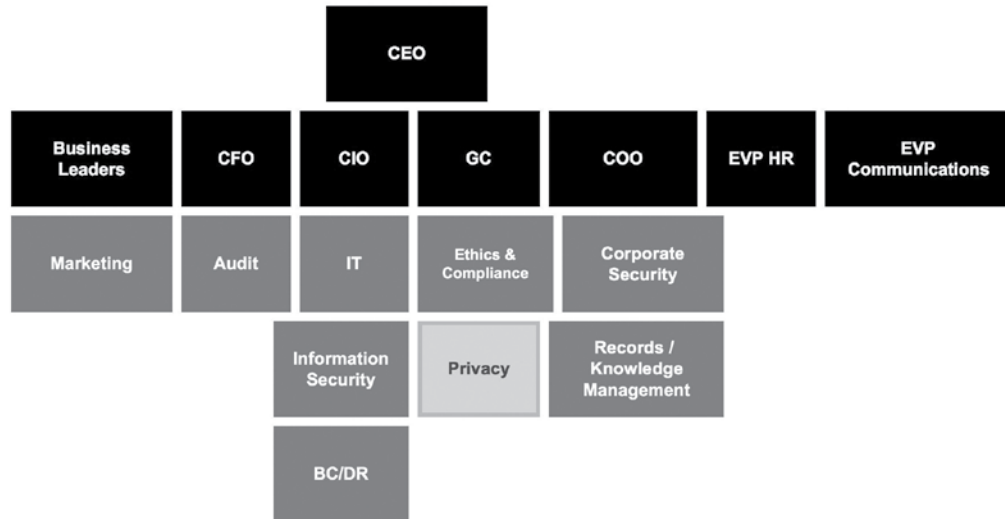 CEO
Business
Leaders
CFO
CIO
GC
COO
EVP HR
EVP
Communications
Marketing
Audit
IT
Ethics &
Compliance
Corporate
Security
Information
Security
Privacy
Records /
Knowledge
Management
BC/DR